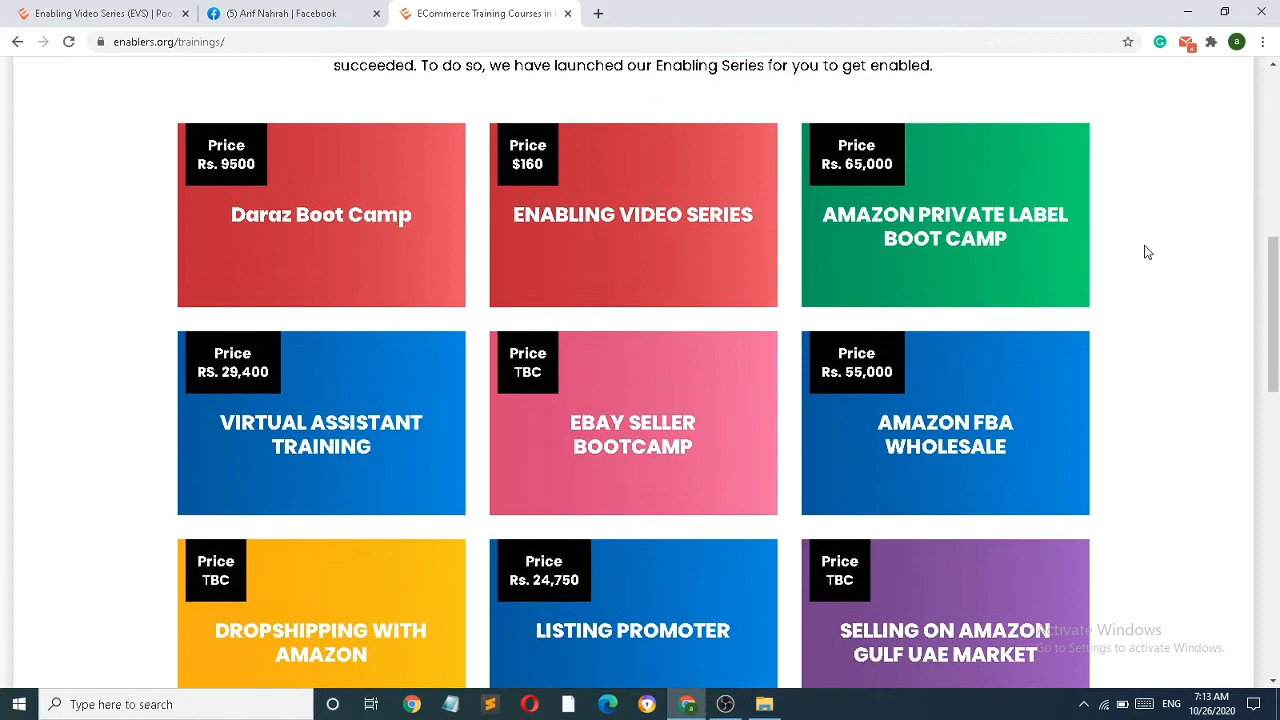 Enabling Video Series (EVS) | Po
(5) Arif Nahrah | Facebook
ECommerce Training Courses in
enablers.org/trainings/
succeeded. To do so, we have launched our Enabling Series for you to get enabled.
Price
Rs. 9500
Daraz Boot Camp
Price
$160
ENABLING VIDEO SERIES
Price
Rs. 65,000
AMAZON PRIVATE LABEL
BOOT CAMP
Price
RS. 29,400
VIRTUAL ASSISTANT
TRAINING
Price
TBC
EBAY SELLER
BOOTCAMP
Price
Rs. 55,000
AMAZON FBA
WHOLESALE
Price
TBC
DROPSHIPPING WITH
AMAZON
Price
Rs. 24,750
LISTING PROMOTER
Price
TBC
SELLING ON AMAZON
GULF UAE MARKET
Activate Windows
Go to Settings to activate Windows.
Type here to search
ENG
7:13 AM
10/26/2020